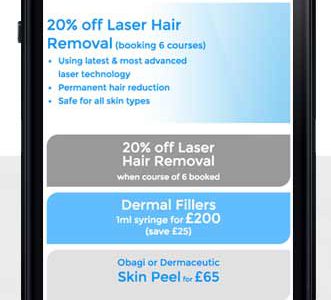 20% off Laser Hair
Removal (booking 6 courses)
• Using latest & most advanced
laser technology
• Permanent hair reduction
• Safe for all skin types
20% off Laser
Hair Removal
when course of 6 booked
Dermal Fillers
1ml syringe for £200
(save £25)
Obagi or Dermaceutic
Skin Peel for £65